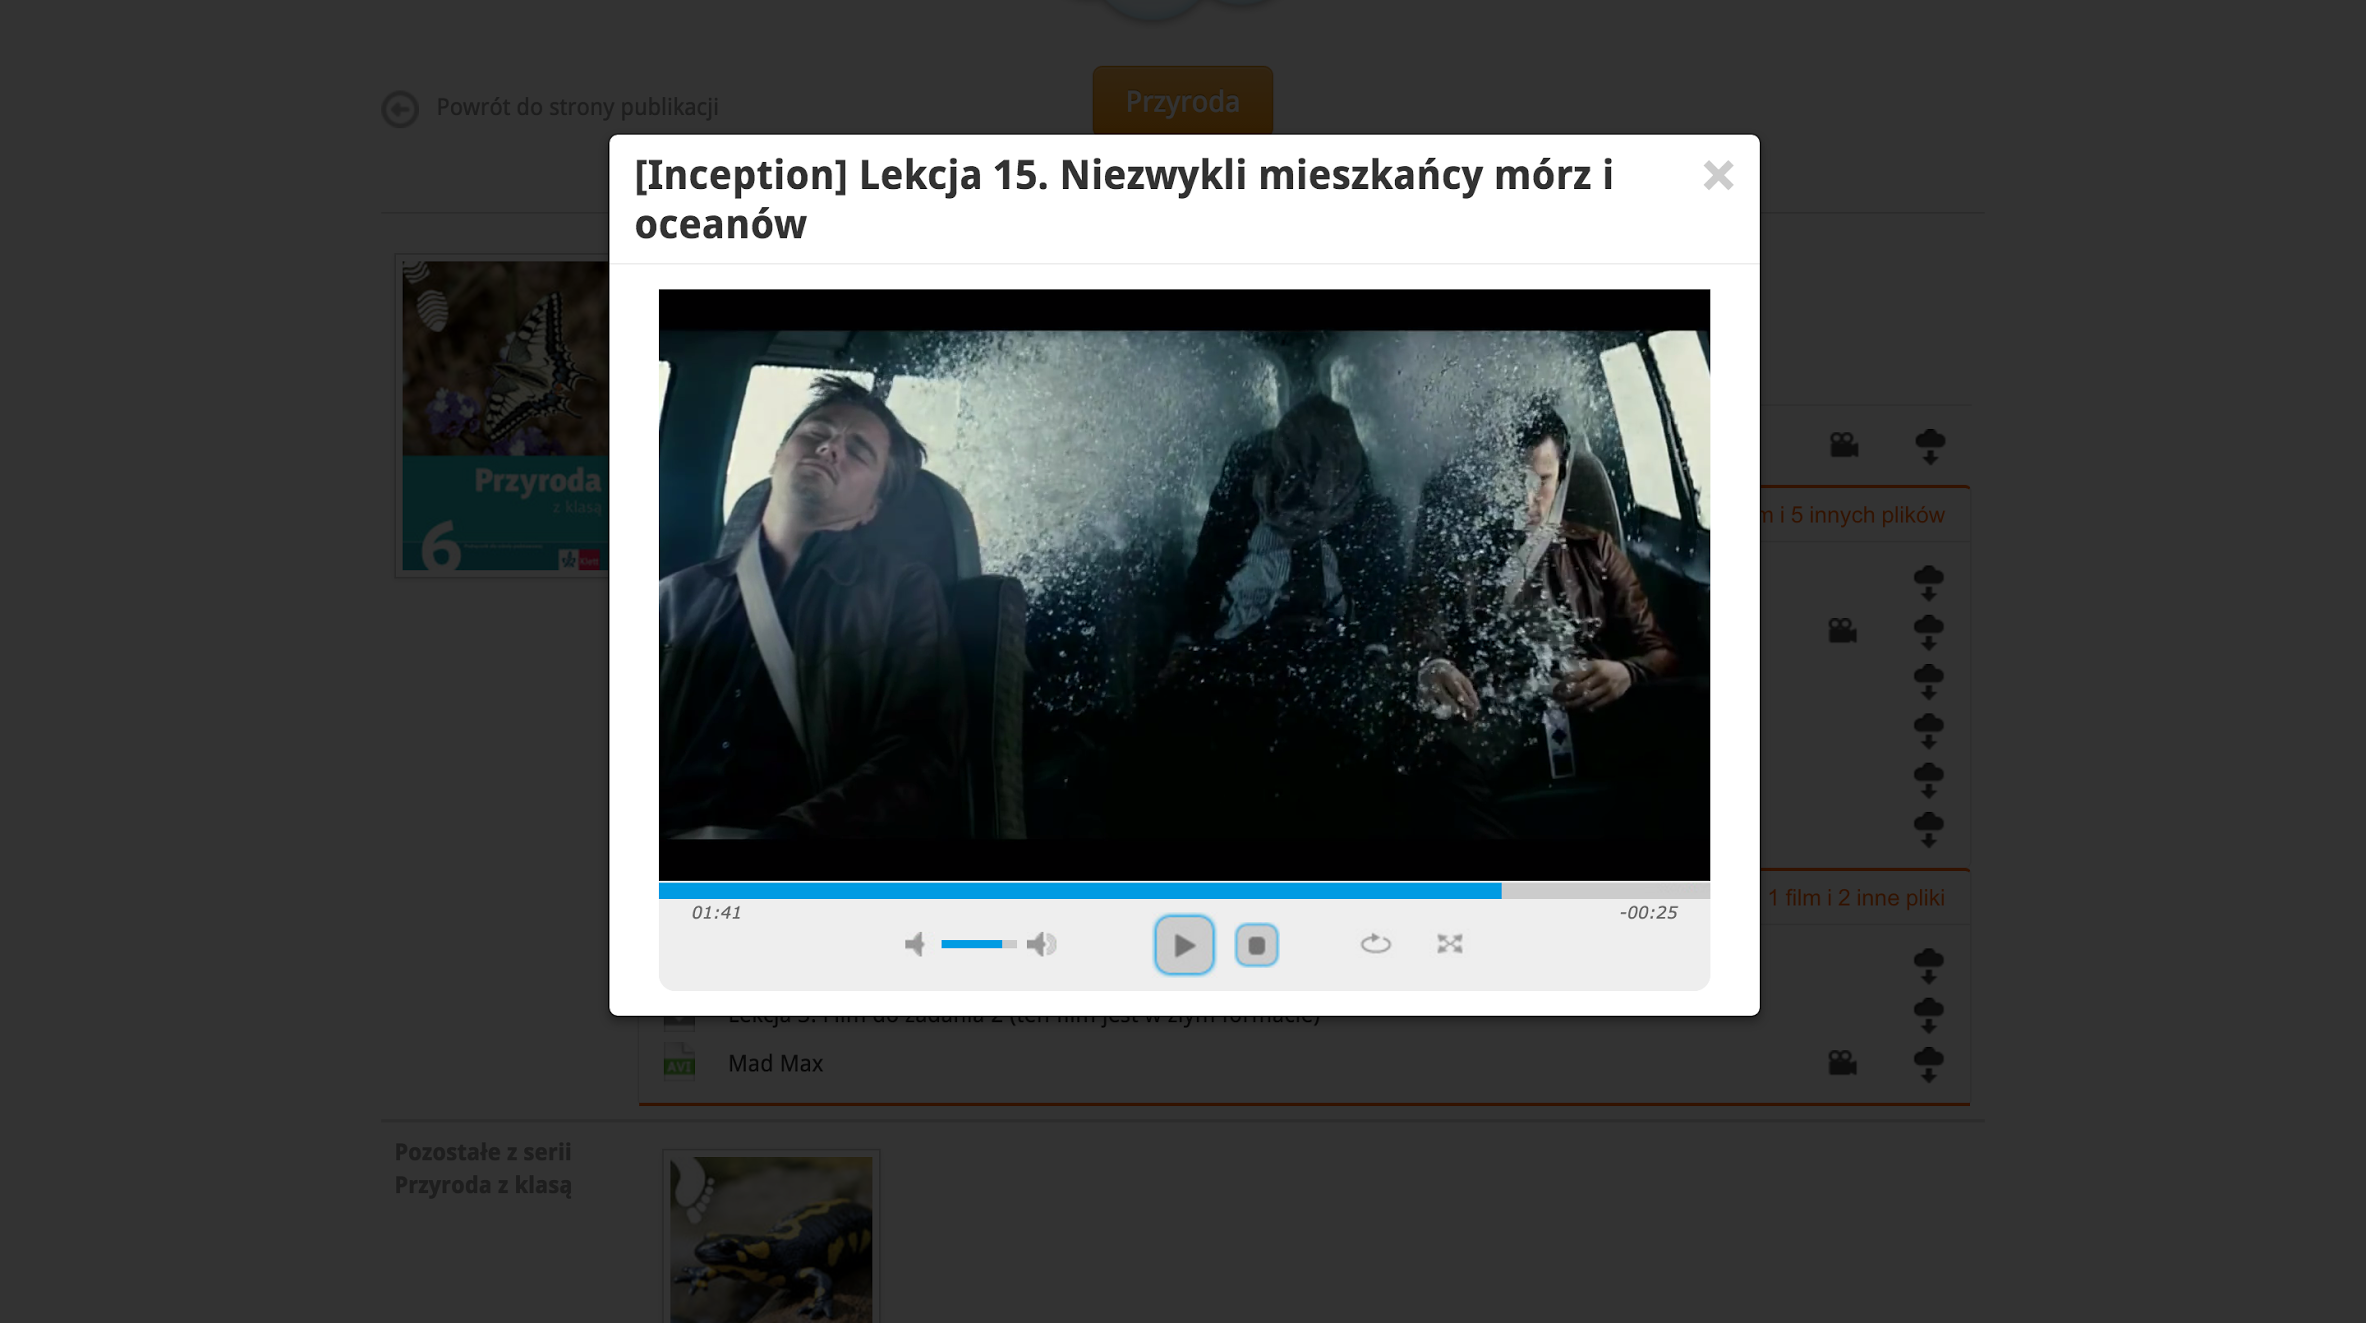 Powrót do strony publikacji
Przyroda
[Inception] Lekcja 15. Niezwykli mieszkańcy mórz i
oceanów
Przyroda
z klasą
6
Klett
i 5 innych plików
1 film i 2 inne pliki
01:41
-00:25
Lekcja 5. Film do zadania 2 (ten film jest w złym formacie)
AVI
Mad Max
Pozostałe z serii
Przyroda z klasą